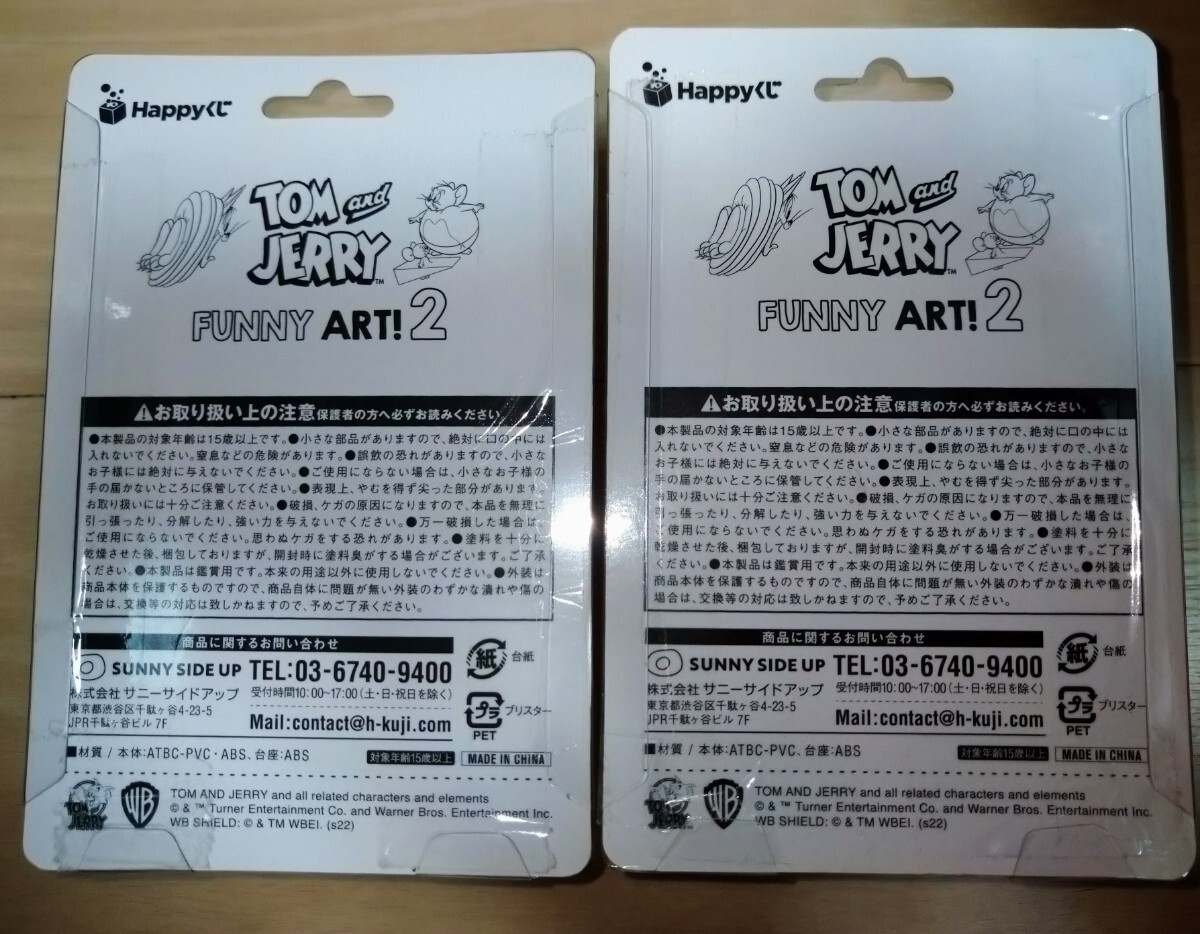 Happyくじ
TOM and
JERRY™
FUNNY ART! 2
お取り扱い上の注意 保護者の方へ必ずお読みください。
●本製品の対象年齢は15歳以上です。●小さな部品がありますので、絶対に口の中には
入れないでください。窒息などの危険があります。●誤飲の恐れがありますので、小さな
お子様には絶対に与えないでください。●ご使用にならない場合は、小さなお子様の
手の届かないところに保管してください。●表現上、やむを得ず尖った部分があります。
お取り扱いには十分ご注意ください。●破損、ケガの原因になりますので、本品を無理に
引っ張ったり、分解したり、強い力を与えないでください。●万一破損した場合は、
ご使用にならないでください。思わぬケガをする恐れがあります。●塗料を十分に
乾燥させた後、梱包しておりますが、開封時に塗料臭がする場合がございます。ご了承
ください。●本製品は鑑賞用です。本来の用途以外に使用しないでください。●外装は
商品本体を保護するものですので、商品自体に問題が無い外装のわずかな潰れや傷の
場合は、交換等の対応は致しかねますので、予めご了承ください。
商品に関するお問い合わせ
SUNNY SIDE UP TEL:03-6740-9400
株式会社 サニーサイドアップ 受付時間10:00~17:00(土・日・祝日を除く)
東京都渋谷区千駄ヶ谷4-23-5
JPR千駄ヶ谷ビル 7F Mail:contact@h-kuji.com
紙 台紙
プラ ブリスター
PET
■材質 / 本体:ATBC-PVC・ABS、台座:ABS 対象年齢15歳以上 MADE IN CHINA
TOM and JERRY
WB
TOM AND JERRY and all related characters and elements
© & ™ Turner Entertainment Co. and Warner Bros. Entertainment Inc.
WB SHIELD: © & TM WBEI. (s22)
Happyくじ
TOM and
JERRY™
FUNNY ART! 2
お取り扱い上の注意 保護者の方へ必ずお読みください。
●本製品の対象年齢は15歳以上です。●小さな部品がありますので、絶対に口の中には
入れないでください。窒息などの危険があります。●誤飲の恐れがありますので、小さな
お子様には絶対に与えないでください。●ご使用にならない場合は、小さなお子様の
手の届かないところに保管してください。●表現上、やむを得ず尖った部分があります。
お取り扱いには十分ご注意ください。●破損、ケガの原因になりますので、本品を無理に
引っ張ったり、分解したり、強い力を与えないでください。●万一破損した場合は、
ご使用にならないでください。思わぬケガをする恐れがあります。●塗料を十分に
乾燥させた後、梱包しておりますが、開封時に塗料臭がする場合がございます。ご了承
ください。●本製品は鑑賞用です。本来の用途以外に使用しないでください。●外装は
商品本体を保護するものですので、商品自体に問題が無い外装のわずかな潰れや傷の
場合は、交換等の対応は致しかねますので、予めご了承ください。
商品に関するお問い合わせ
SUNNY SIDE UP TEL:03-6740-9400
株式会社 サニーサイドアップ 受付時間10:00~17:00(土・日・祝日を除く)
東京都渋谷区千駄ヶ谷4-23-5
JPR千駄ヶ谷ビル 7F Mail:contact@h-kuji.com
紙 台紙
プラ ブリスター
PET
■材質 / 本体:ATBC-PVC、台座:ABS 対象年齢15歳以上 MADE IN CHINA
TOM and JERRY
WB
TOM AND JERRY and all related characters and elements
© & ™ Turner Entertainment Co. and Warner Bros. Entertainment Inc.
WB SHIELD: © & TM WBEI. (s22)